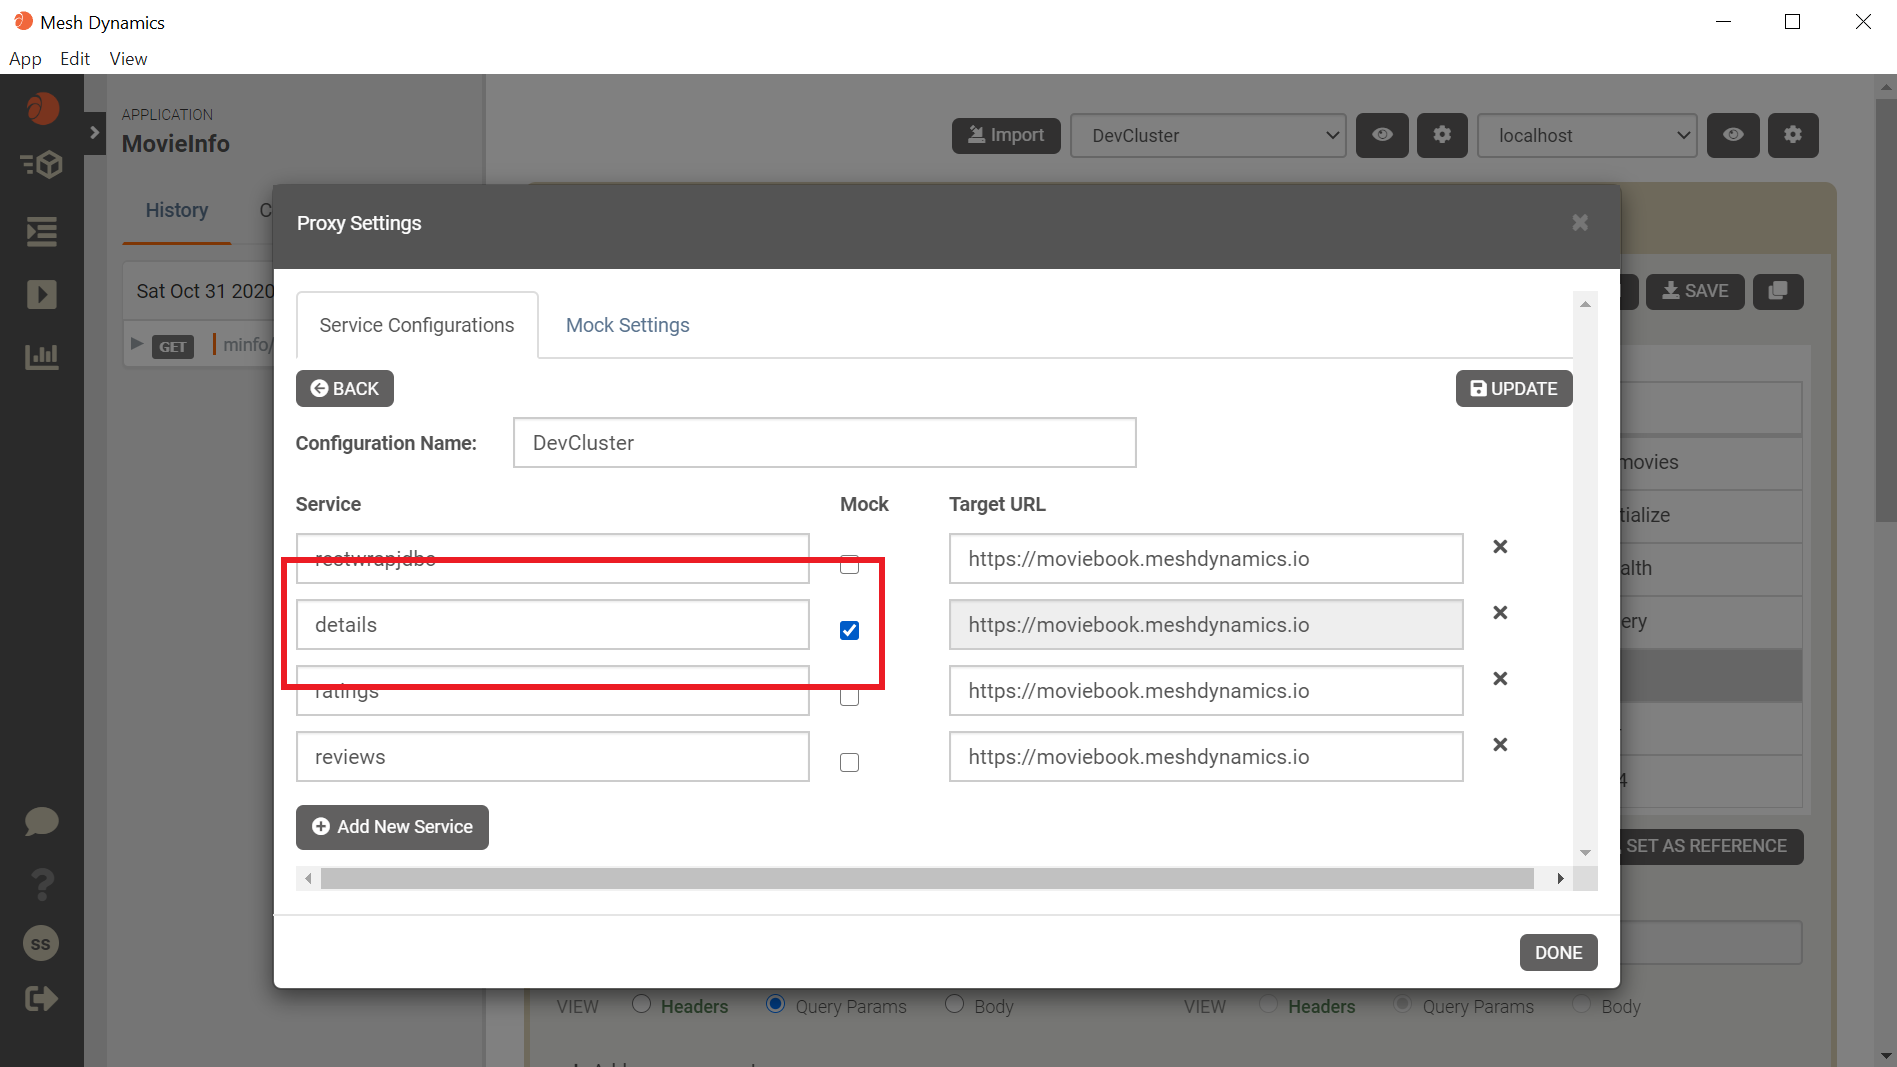 Mesh Dynamics
App Edit View
APPLICATION
MovieInfo
Import DevCluster localhost
History C
Proxy Settings
Sat Oct 31 2020
SAVE
Service Configurations Mock Settings
GET minfo/
BACK UPDATE
Configuration Name: DevCluster
movies
Service Mock Target URL
tialize
restwrapjdbc https://moviebook.meshdynamics.io
alth
details https://moviebook.meshdynamics.io
ery
ratings https://moviebook.meshdynamics.io
reviews https://moviebook.meshdynamics.io
4
Add New Service
SET AS REFERENCE
DONE
SS
VIEW Headers Query Params Body VIEW Headers Query Params Body